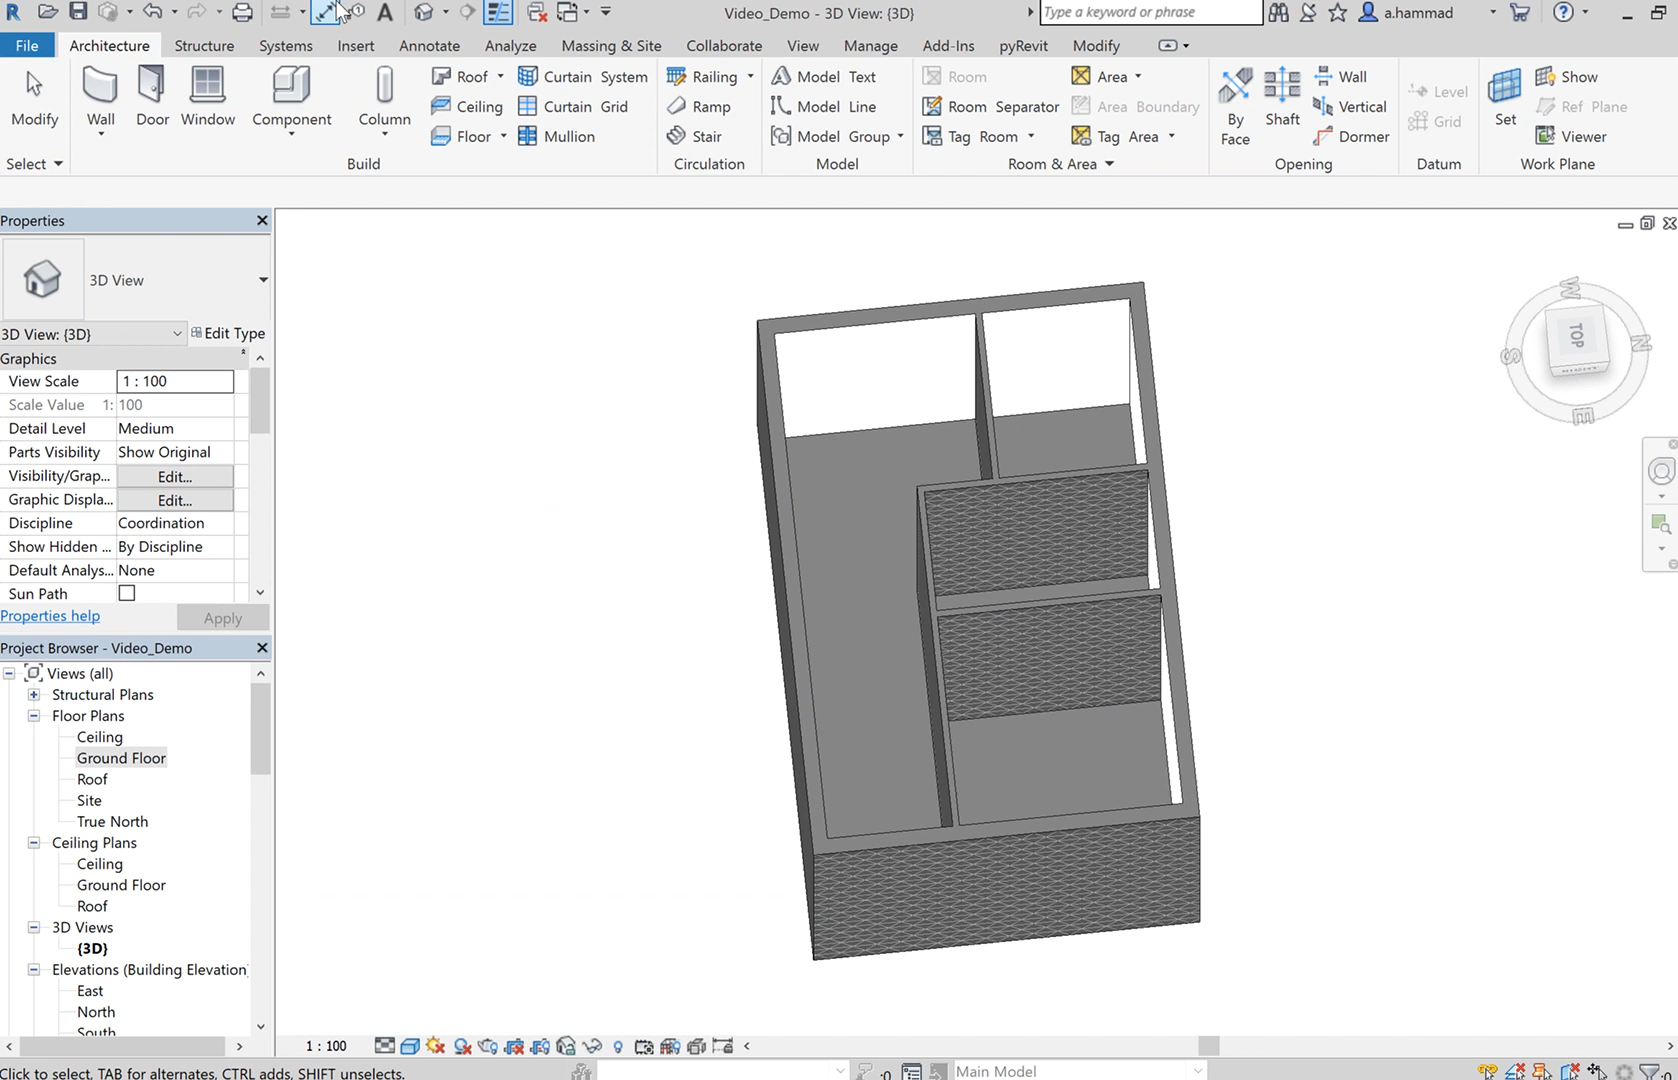 Video_Demo - 3D View: {3D}
Type a keyword or phrase
a.hammad
File Architecture Structure Systems Insert Annotate Analyze Massing & Site Collaborate View Manage Add-Ins pyRevit Modify
Modify
Wall
Door
Window
Component
Column
Roof
Ceiling
Floor
Curtain System
Curtain Grid
Mullion
Railing
Ramp
Stair
Model Text
Model Line
Model Group
Room
Room Separator
Tag Room
Area
Area Boundary
Tag Area
By Face
Shaft
Wall
Vertical
Dormer
Level
Grid
Set
Show
Ref Plane
Viewer
Select Build Circulation Model Room & Area Opening Datum Work Plane
Properties
3D View
3D View: {3D} Edit Type
Graphics
View Scale 1 : 100
Scale Value 1: 100
Detail Level Medium
Parts Visibility Show Original
Visibility/Grap... Edit...
Graphic Displa... Edit...
Discipline Coordination
Show Hidden ... By Discipline
Default Analys... None
Sun Path
Properties help Apply
Project Browser - Video_Demo
Views (all)
Structural Plans
Floor Plans
Ceiling
Ground Floor
Roof
Site
True North
Ceiling Plans
Ceiling
Ground Floor
Roof
3D Views
{3D}
Elevations (Building Elevation)
East
North
South
TOP
RIGHT
W
N
S
E
1 : 100
Click to select, TAB for alternates, CTRL adds, SHIFT unselects.
:0
Main Model
:0